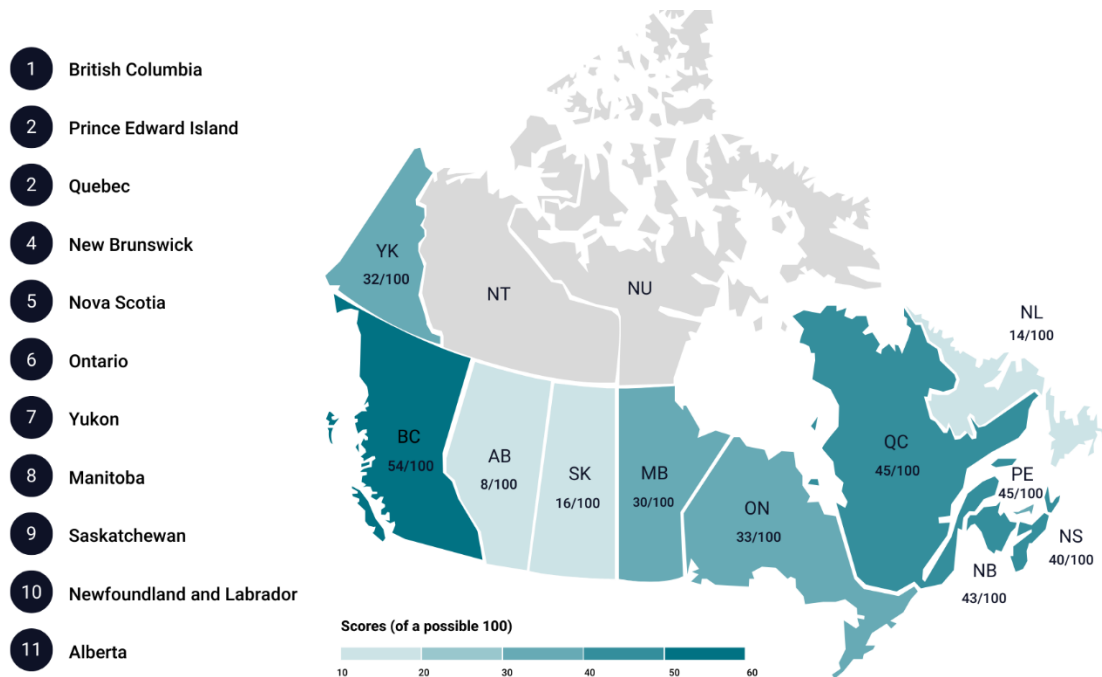 1 British Columbia
2 Prince Edward Island
2 Quebec
4 New Brunswick
5 Nova Scotia
6 Ontario
7 Yukon
8 Manitoba
9 Saskatchewan
10 Newfoundland and Labrador
11 Alberta
YK
32/100
NT
NU
NL
14/100
BC
54/100
AB
8/100
SK
16/100
MB
30/100
ON
33/100
QC
45/100
PE
45/100
NS
40/100
NB
43/100
Scores (of a possible 100)
10 20 30 40 50 60